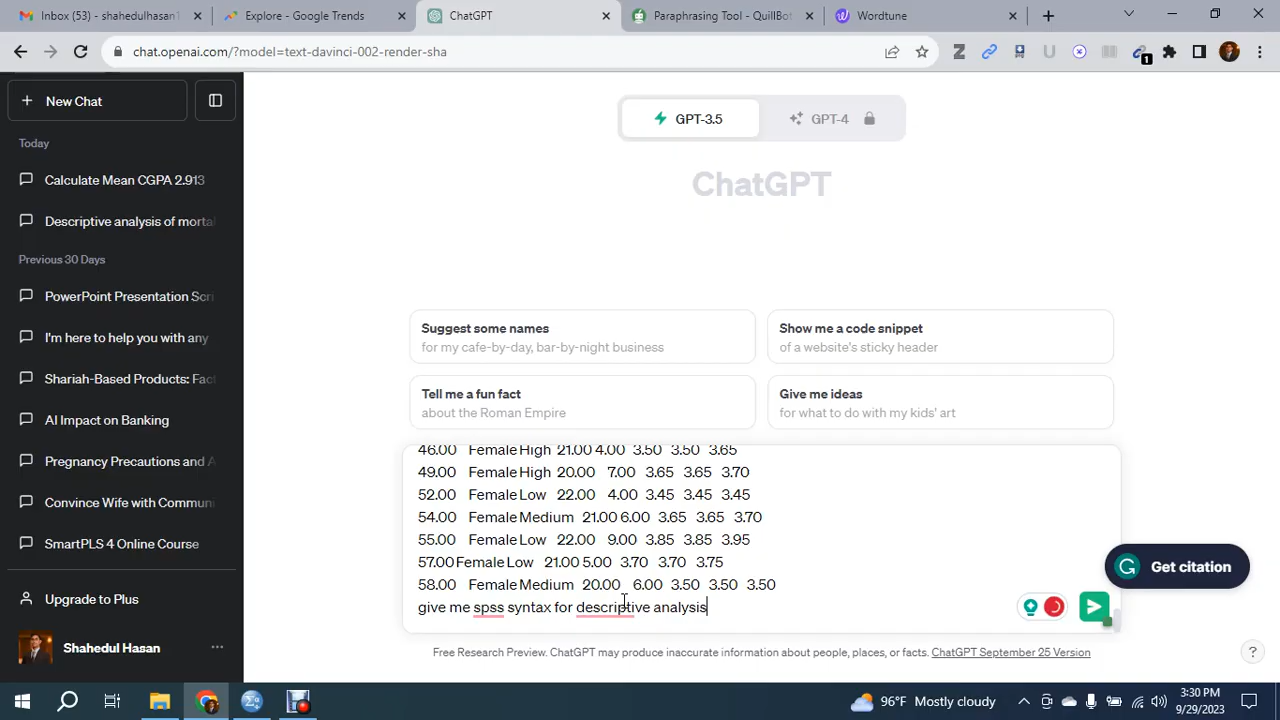 Inbox (53) - shahedulhasan1
Explore - Google Trends
ChatGPT
Paraphrasing Tool - QuillBot
Wordtune
chat.openai.com/?model=text-davinci-002-render-sha
1
New Chat
Today
Calculate Mean CGPA 2.913
Descriptive analysis of morta
Previous 30 Days
PowerPoint Presentation Scri
I'm here to help you with any
Shariah-Based Products: Fac
AI Impact on Banking
Pregnancy Precautions and A
Convince Wife with Commun
SmartPLS 4 Online Course
Upgrade to Plus
Shahedul Hasan
GPT-3.5
GPT-4
ChatGPT
Suggest some names
for my cafe-by-day, bar-by-night business
Show me a code snippet
of a website's sticky header
Tell me a fun fact
about the Roman Empire
Give me ideas
for what to do with my kids' art
46.00 Female High 21.00 4.00 3.50 3.50 3.65
49.00 Female High 20.00 7.00 3.65 3.65 3.70
52.00 Female Low 22.00 4.00 3.45 3.45 3.45
54.00 Female Medium 21.00 6.00 3.65 3.65 3.70
55.00 Female Low 22.00 9.00 3.85 3.85 3.95
57.00 Female Low 21.00 5.00 3.70 3.70 3.75
58.00 Female Medium 20.00 6.00 3.50 3.50 3.50
give me spss syntax for descriptive analysis
Get citation
Free Research Preview. ChatGPT may produce inaccurate information about people, places, or facts. ChatGPT September 25 Version
?
96°F Mostly cloudy
3:30 PM
9/29/2023